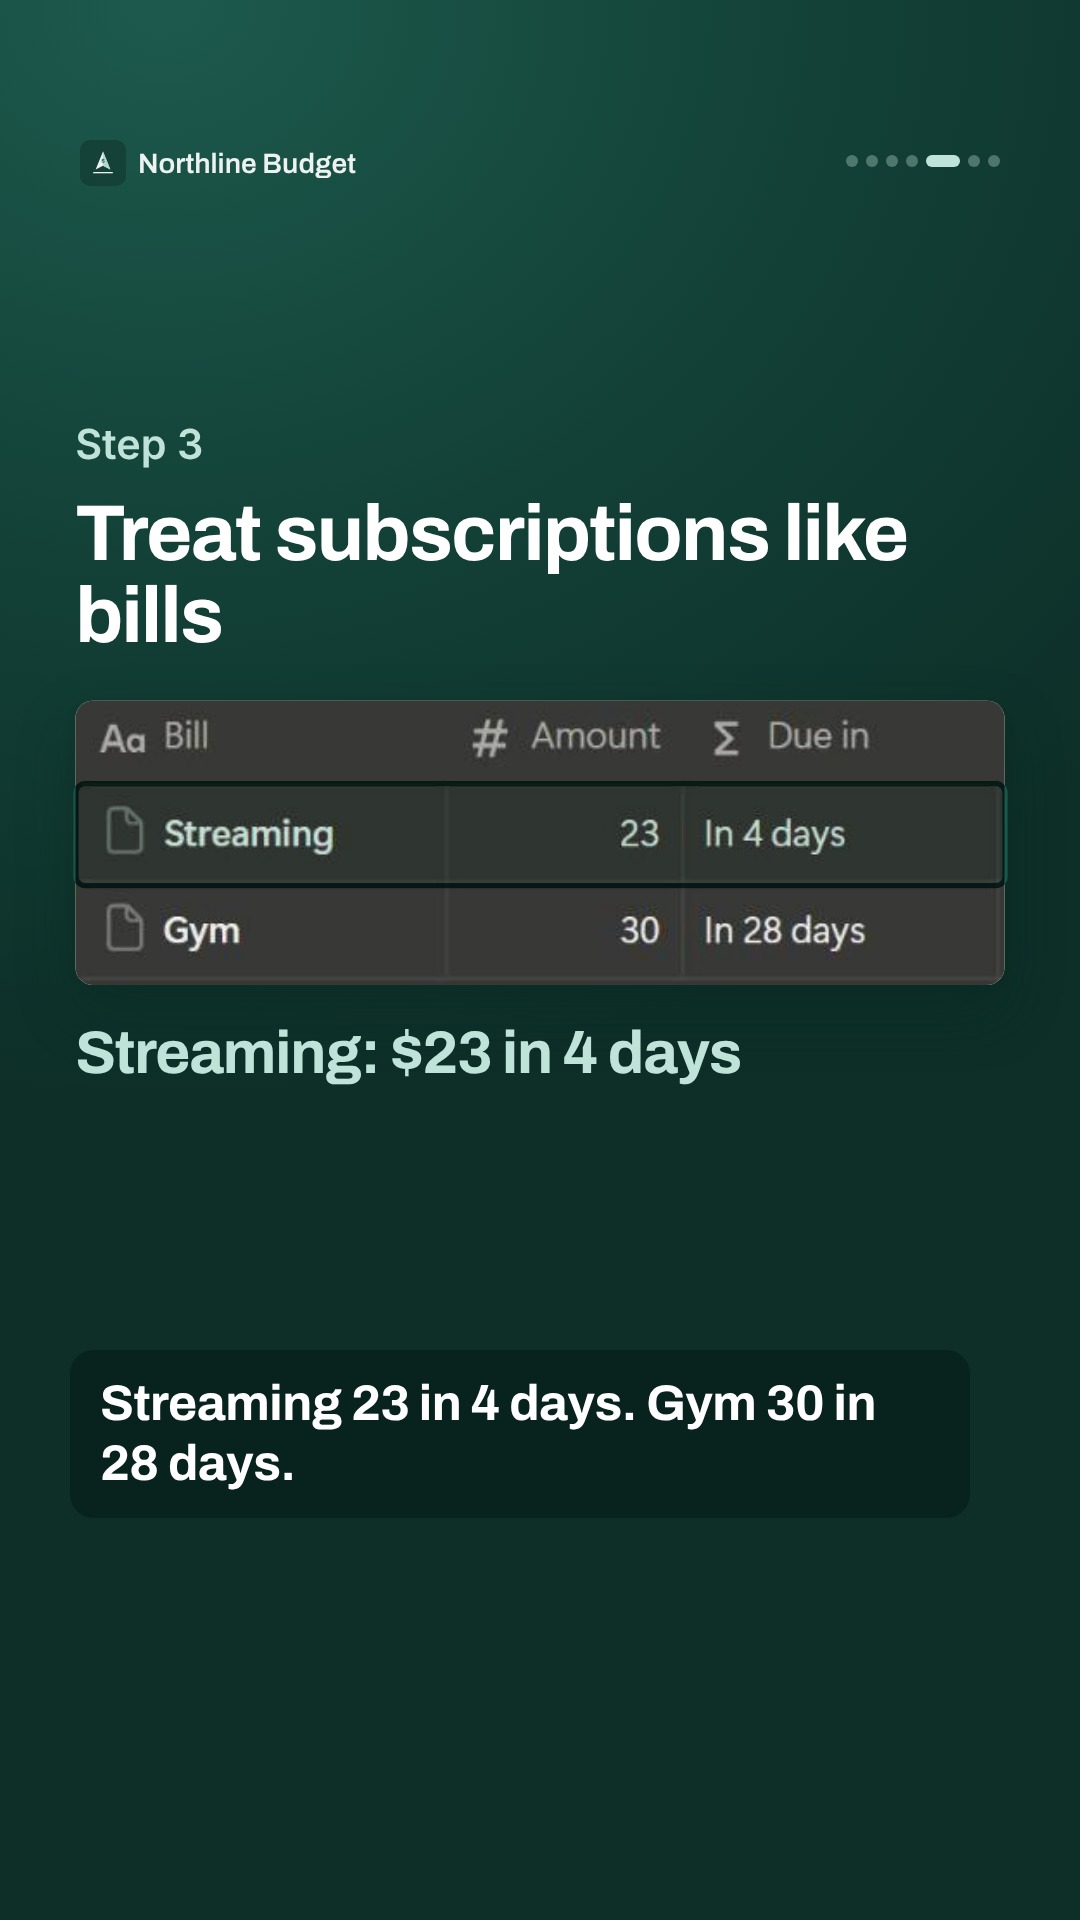 Northline Budget
Step 3
Treat subscriptions like
bills
Aa Bill # Amount Σ Due in
Streaming 23 In 4 days
Gym 30 In 28 days
Streaming: $23 in 4 days
Streaming 23 in 4 days. Gym 30 in
28 days.